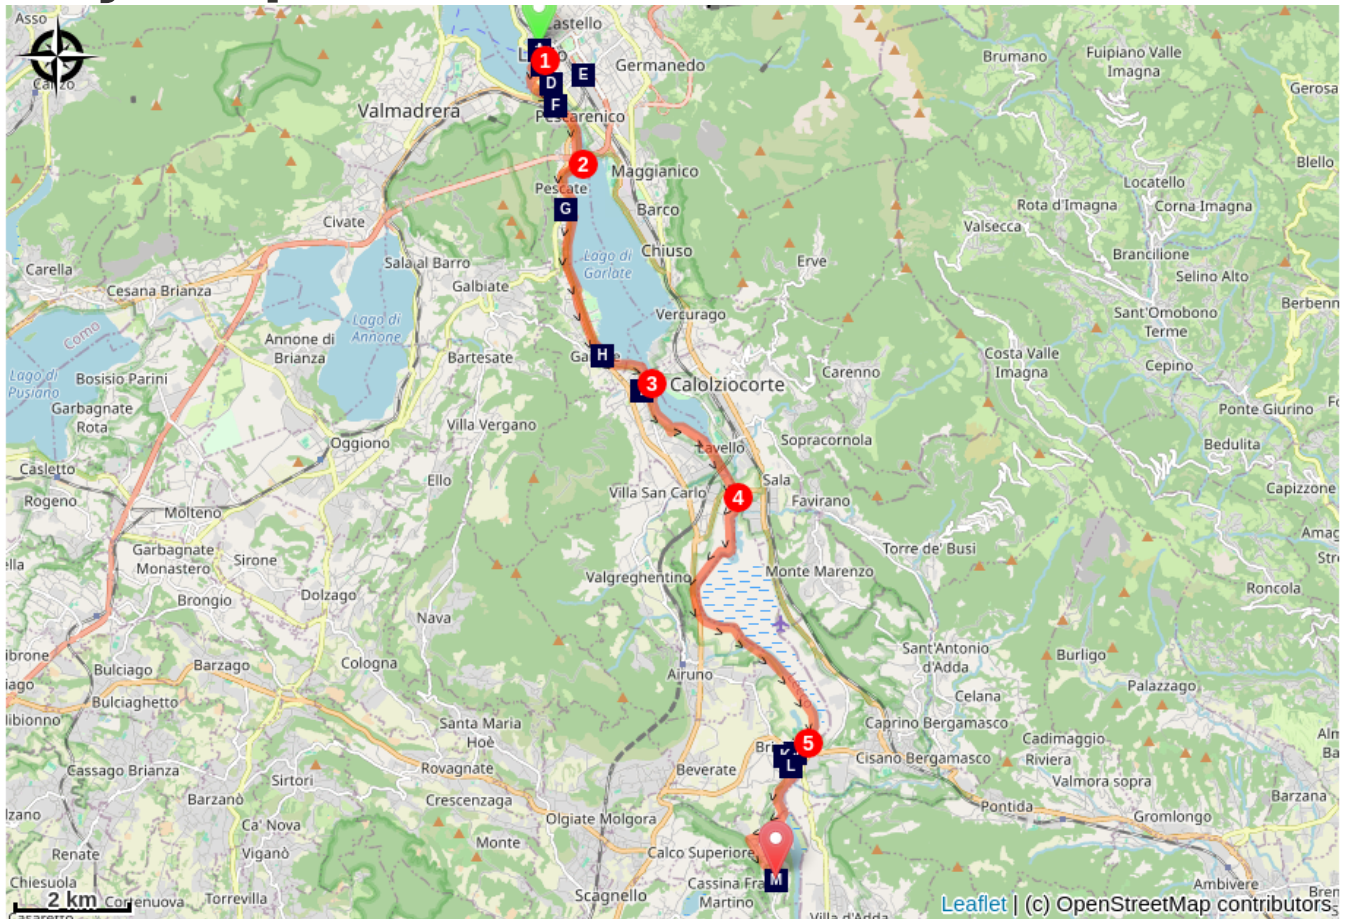 Asso
Castello
Brumano
Fuipiano Valle
Imagna
Canzo
1
Germanedo
E
D
Gerosa
F
Valmadrera
Pescarenico
2
Maggianico
Blello
Pescate
Locatello
G
Barco
Rota d'Imagna
Corna Imagna
Civate
Valsecca
Chiuso
Lago di
Garlate
Brancilione
Carella
Sala al Barro
Erve
Selino Alto
Cesana Brianza
Galbiate
Vercurago
Sant'Omobono
Terme
Como
Lago di
Annone
Annone di
Brianza
H
Bartesate
Costa Valle
Imagna
Cepino
Lago di
Pusiano
Bosisio Parini
3
Calolziocorte
Carenno
Garbagnate
Rota
Ponte Giurino
Villa Vergano
Sopracornola
Bedulita
Oggiono
Lavello
Casletto
Ello
Sala
Rogeno
Villa San Carlo
4
Favirano
Capizzone
Molteno
Garbagnate
Monastero
Sirone
Torre de' Busi
Valgreghentino
Monte Marenzo
Roncola
Brongio
Dolzago
Nava
Sant'Antonio
d'Adda
Burligo
Bulciago
Barzago
Cologna
Airuno
Palazzago
Bulciaghetto
Celana
Santa Maria
Hoè
Caprino Bergamasco
5
Cadimaggio
Riviera
Cassago Brianza
Rovagnate
Beverate
L
Cisano Bergamasco
Sirtori
Valmora sopra
Barzanò
Crescenzaga
Pontida
Barzana
Ca' Nova
Olgiate Molgora
Gromlongo
Renate
Viganò
Monte
Calco Superiore
Chiesuola
M
Ambivere
2 km
Torrevilla
Scagnello
Cassina Fra
Martino
Villa d'Adda
Leaflet | (c) OpenStreetMap contributors